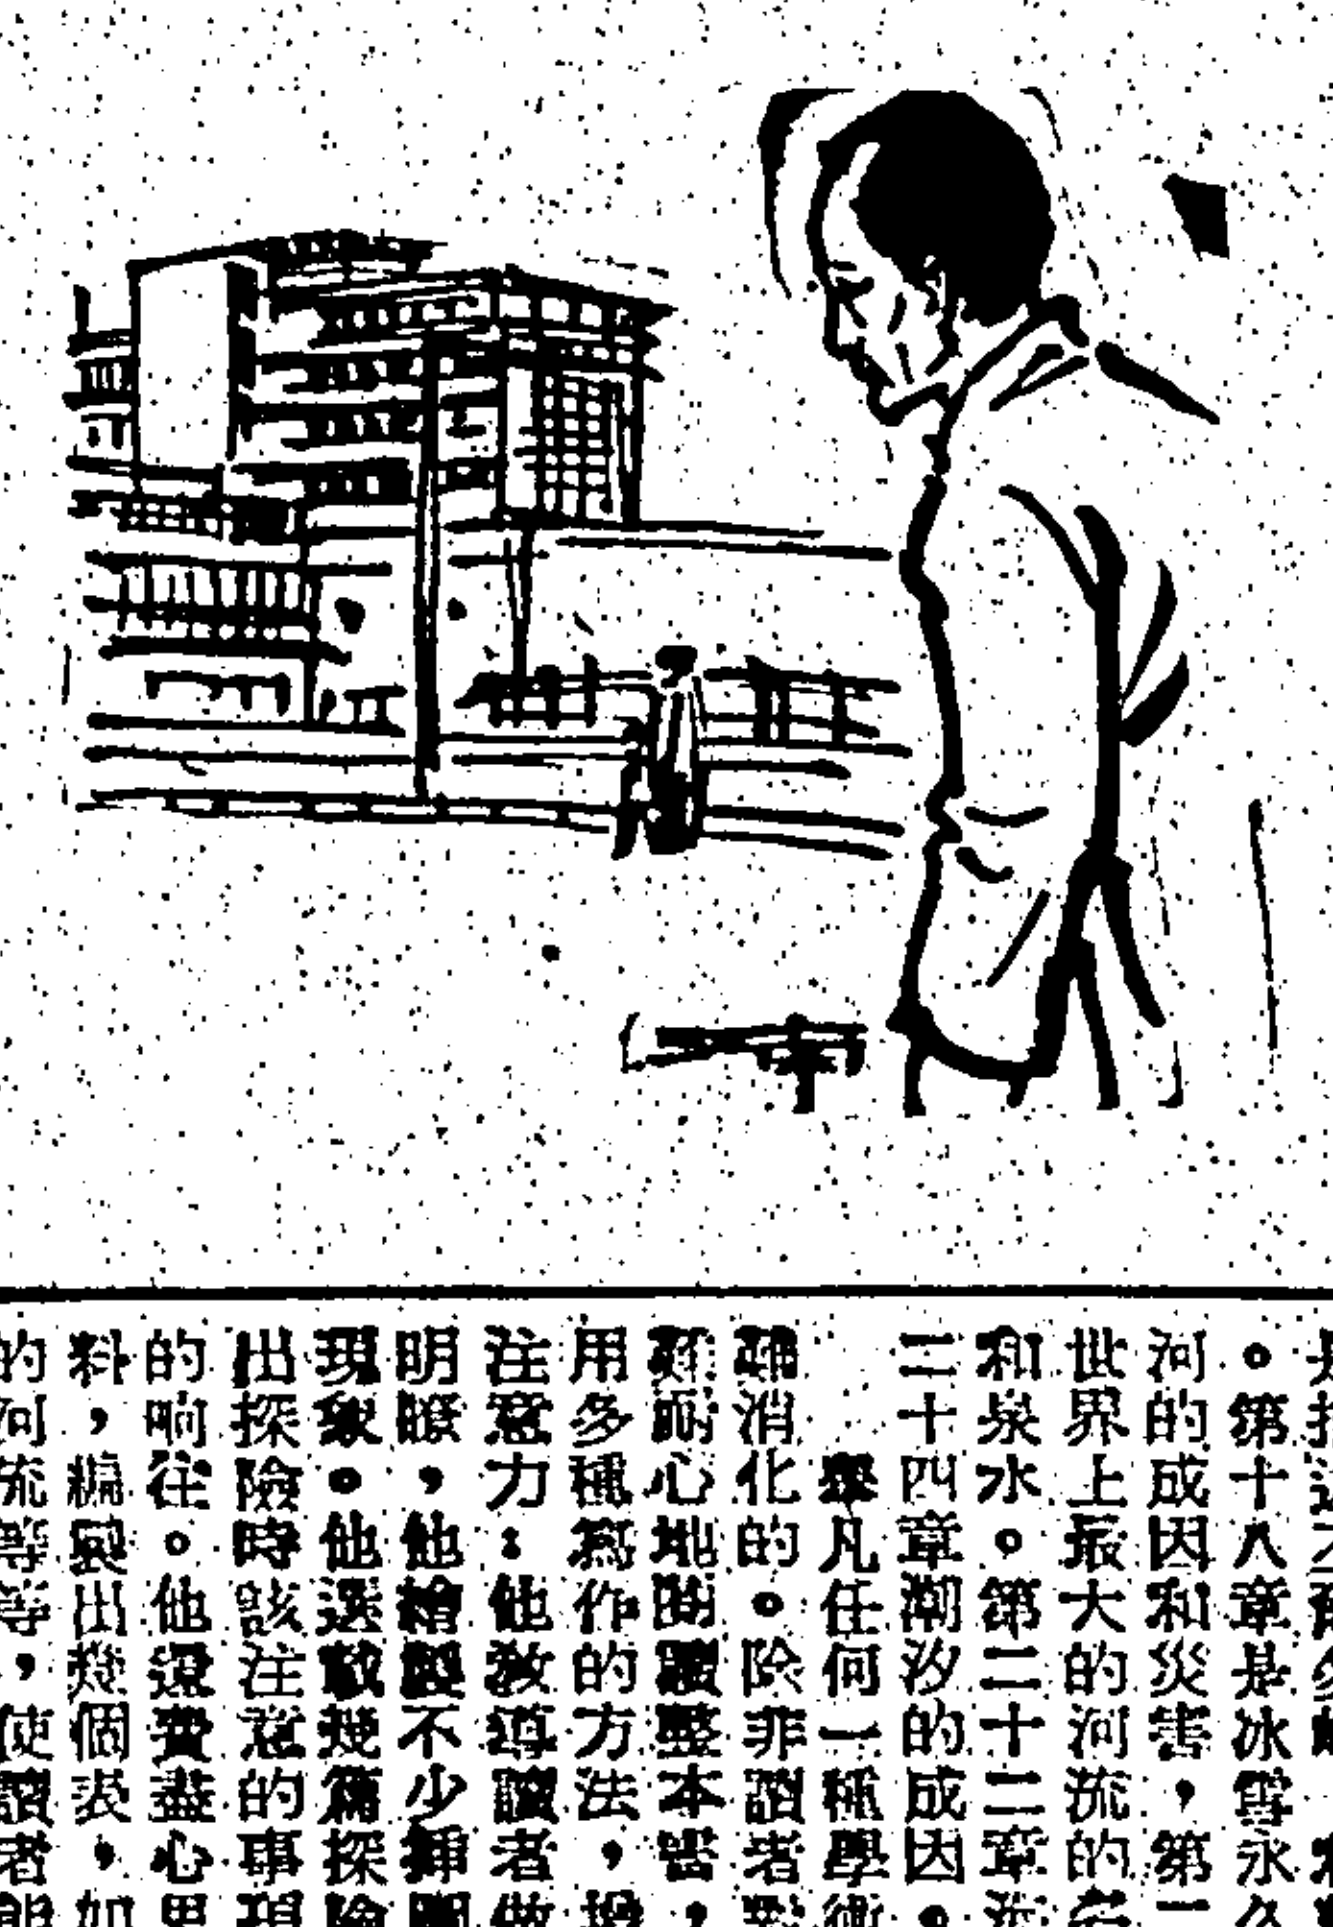 。第十八章是冰雪永久
河的成因和災害，第一
世界上最大的河流的
和泉水。第二十二章海
二十四章潮汐的成因。
舉凡任何一種學術
消化的。除非讀者對
耐心地閱讀整本書，
用多種寫作的方法，增
注意力：他教導讀者做
明瞭，他繪製不少插圖
現象。他選載幾篇探險
出探險時該注意的事項
的响往。他還費盡心思
料，編製出幾個表，如
的河流等等，使讀者能